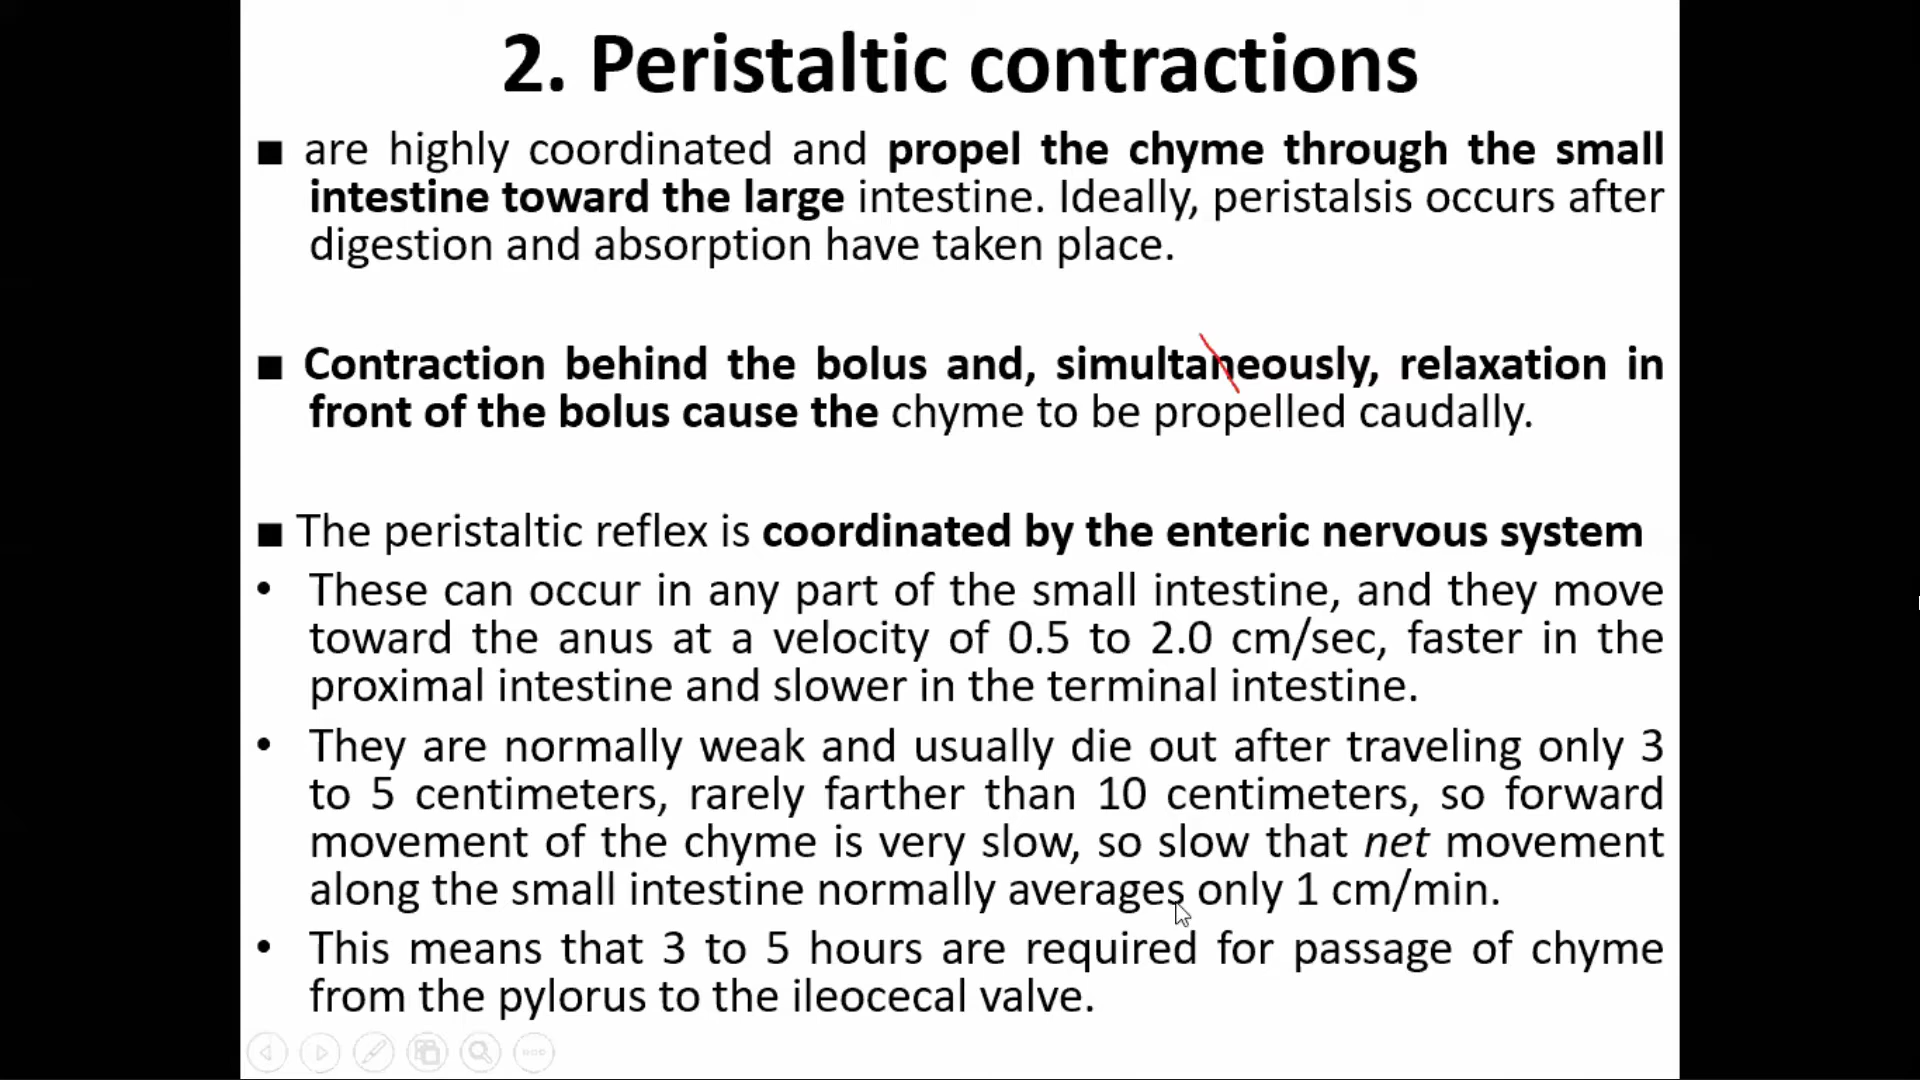 2. Peristaltic contractions
■ are highly coordinated and propel the chyme through the small
intestine toward the large intestine. Ideally, peristalsis occurs after
digestion and absorption have taken place.
■ Contraction behind the bolus and, simultaneously, relaxation in
front of the bolus cause the chyme to be propelled caudally.
■ The peristaltic reflex is coordinated by the enteric nervous system
• These can occur in any part of the small intestine, and they move
toward the anus at a velocity of 0.5 to 2.0 cm/sec, faster in the
proximal intestine and slower in the terminal intestine.
• They are normally weak and usually die out after traveling only 3
to 5 centimeters, rarely farther than 10 centimeters, so forward
movement of the chyme is very slow, so slow that net movement
along the small intestine normally averages only 1 cm/min.
• This means that 3 to 5 hours are required for passage of chyme
from the pylorus to the ileocecal valve.